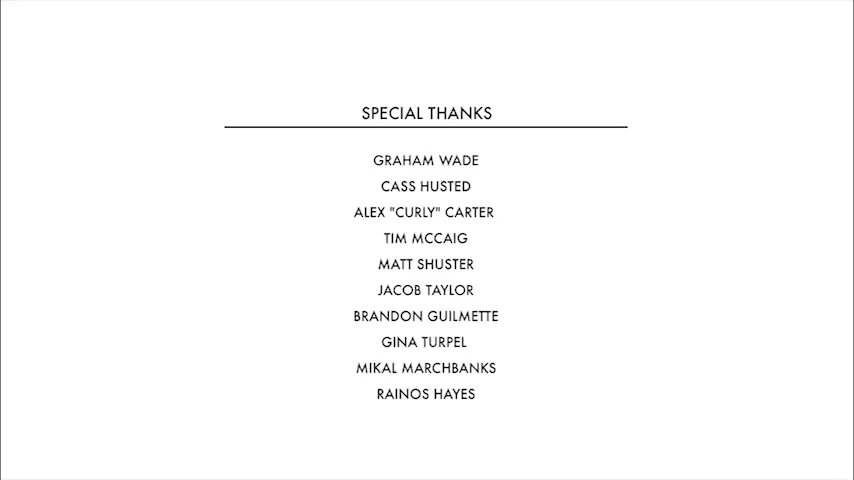 SPECIAL THANKS
GRAHAM WADE
CASS HUSTED
ALEX "CURLY" CARTER
TIM MCCAIG
MATT SHUSTER
JACOB TAYLOR
BRANDON GUILMETTE
GINA TURPEL
MIKAL MARCHBANKS
RAINOS HAYES